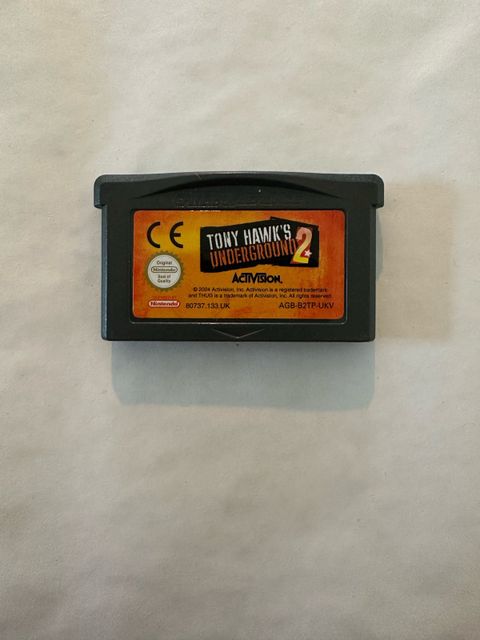 CE
TONY HAWK'S
UNDERGROUND 2
ACTIVISION.
Original
Nintendo
Seal of
Quality
© 2004 Activision, Inc. Activision is a registered trademark
and THUG is a trademark of Activision, Inc. All rights reserved.
Nintendo
80737.133.UK
AGB-B2TP-UKV